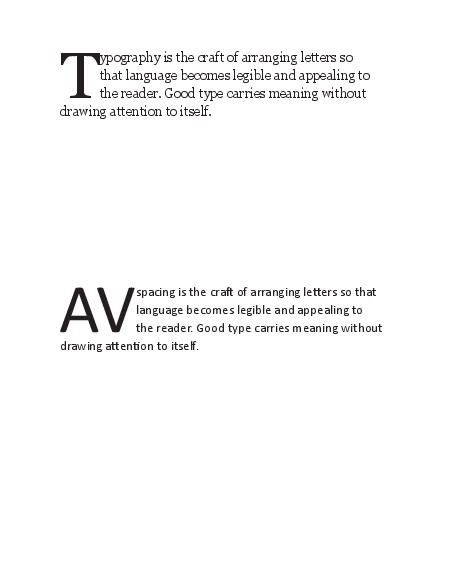 Typography is the craft of arranging letters so
that language becomes legible and appealing to
the reader. Good type carries meaning without
drawing attention to itself.
AV spacing is the craft of arranging letters so that
language becomes legible and appealing to
the reader. Good type carries meaning without
drawing attention to itself.